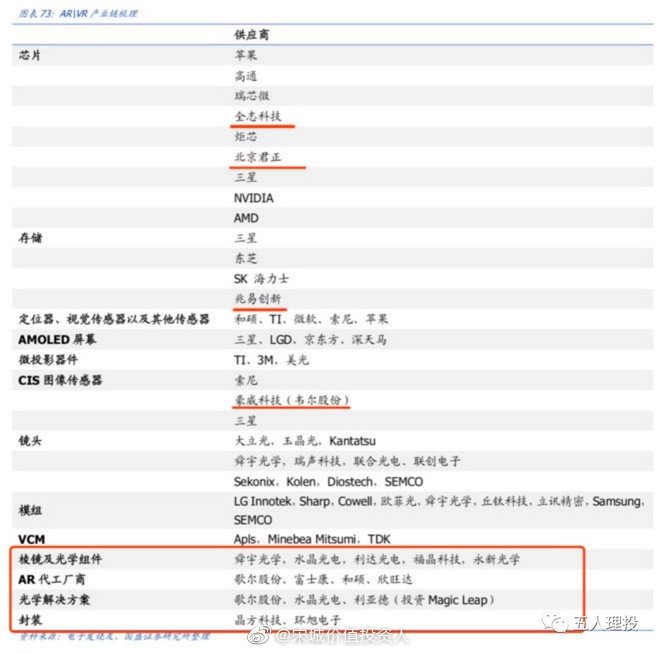 图表 73：AR|VR 产业链梳理
供应商
芯片 苹果
高通
瑞芯微
全志科技
炬芯
北京君正
三星
NVIDIA
AMD
存储 三星
东芝
SK 海力士
兆易创新
定位器、视觉传感器以及其他传感器 和硕、TI、微软、索尼、苹果
AMOLED 屏幕 三星、LGD、京东方、深天马
微投影器件 TI、3M、美光
CIS 图像传感器 索尼
豪威科技（韦尔股份）
三星
镜头 大立光，玉晶光，Kantatsu
舜宇光学，瑞声科技，联合光电、联创电子
Sekonix，Kolen，Diostech，SEMCO
模组 LG Innotek，Sharp，Cowell，欧菲光，舜宇光学，丘钛科技，立讯精密，Samsung，
SEMCO
VCM Apls，Minebea Mitsumi，TDK
棱镜及光学组件 舜宇光学，水晶光电，利达光电，福晶科技，永新光学
AR 代工厂商 歌尔股份、富士康、和硕、欣旺达
光学解决方案 歌尔股份、水晶光电、利亚德（投资 Magic Leap）
封装 晶方科技，环旭电子
资料来源：电子发烧友，国盛证券研究所整理
@荣城价值投资人
五人理投